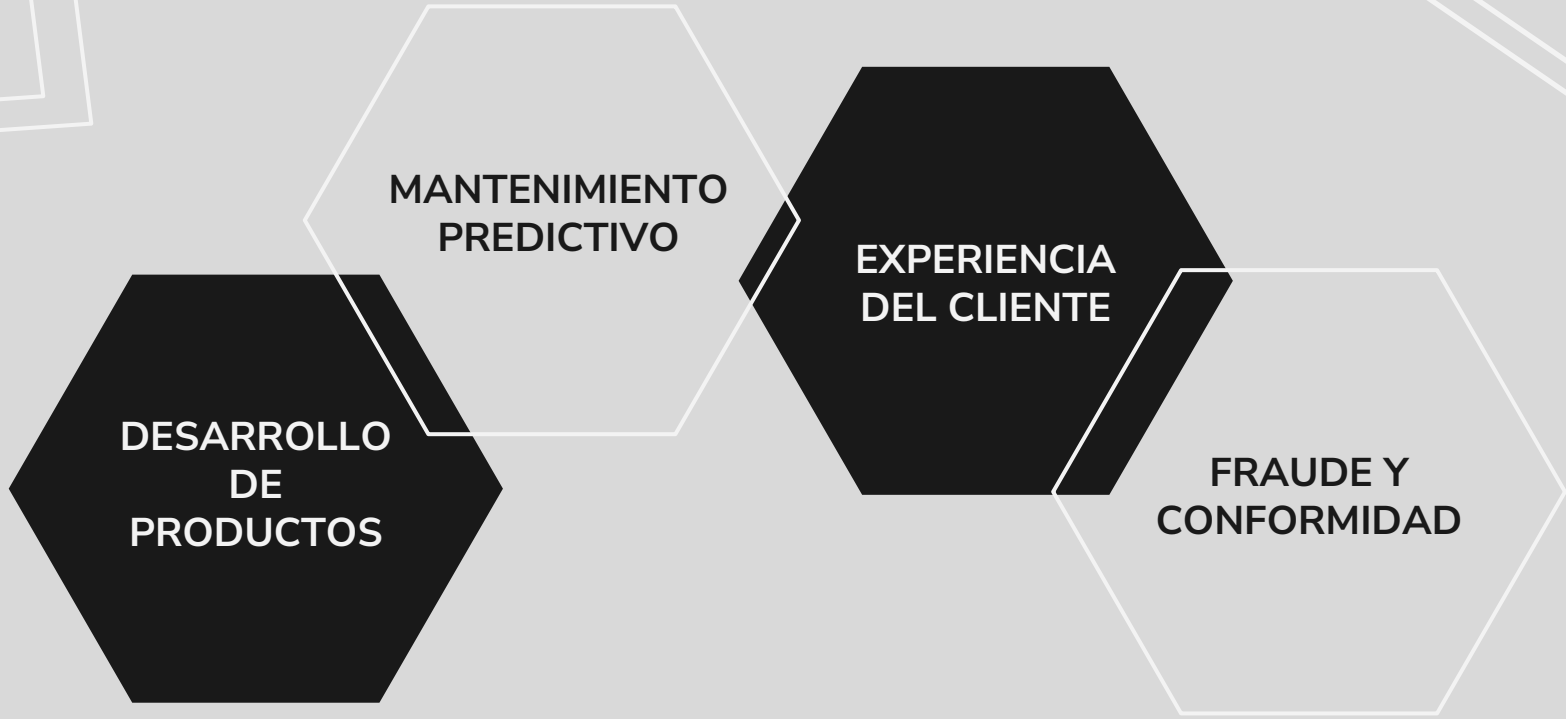 DESARROLLO
DE
PRODUCTOS
MANTENIMIENTO
PREDICTIVO
EXPERIENCIA
DEL CLIENTE
FRAUDE Y
CONFORMIDAD